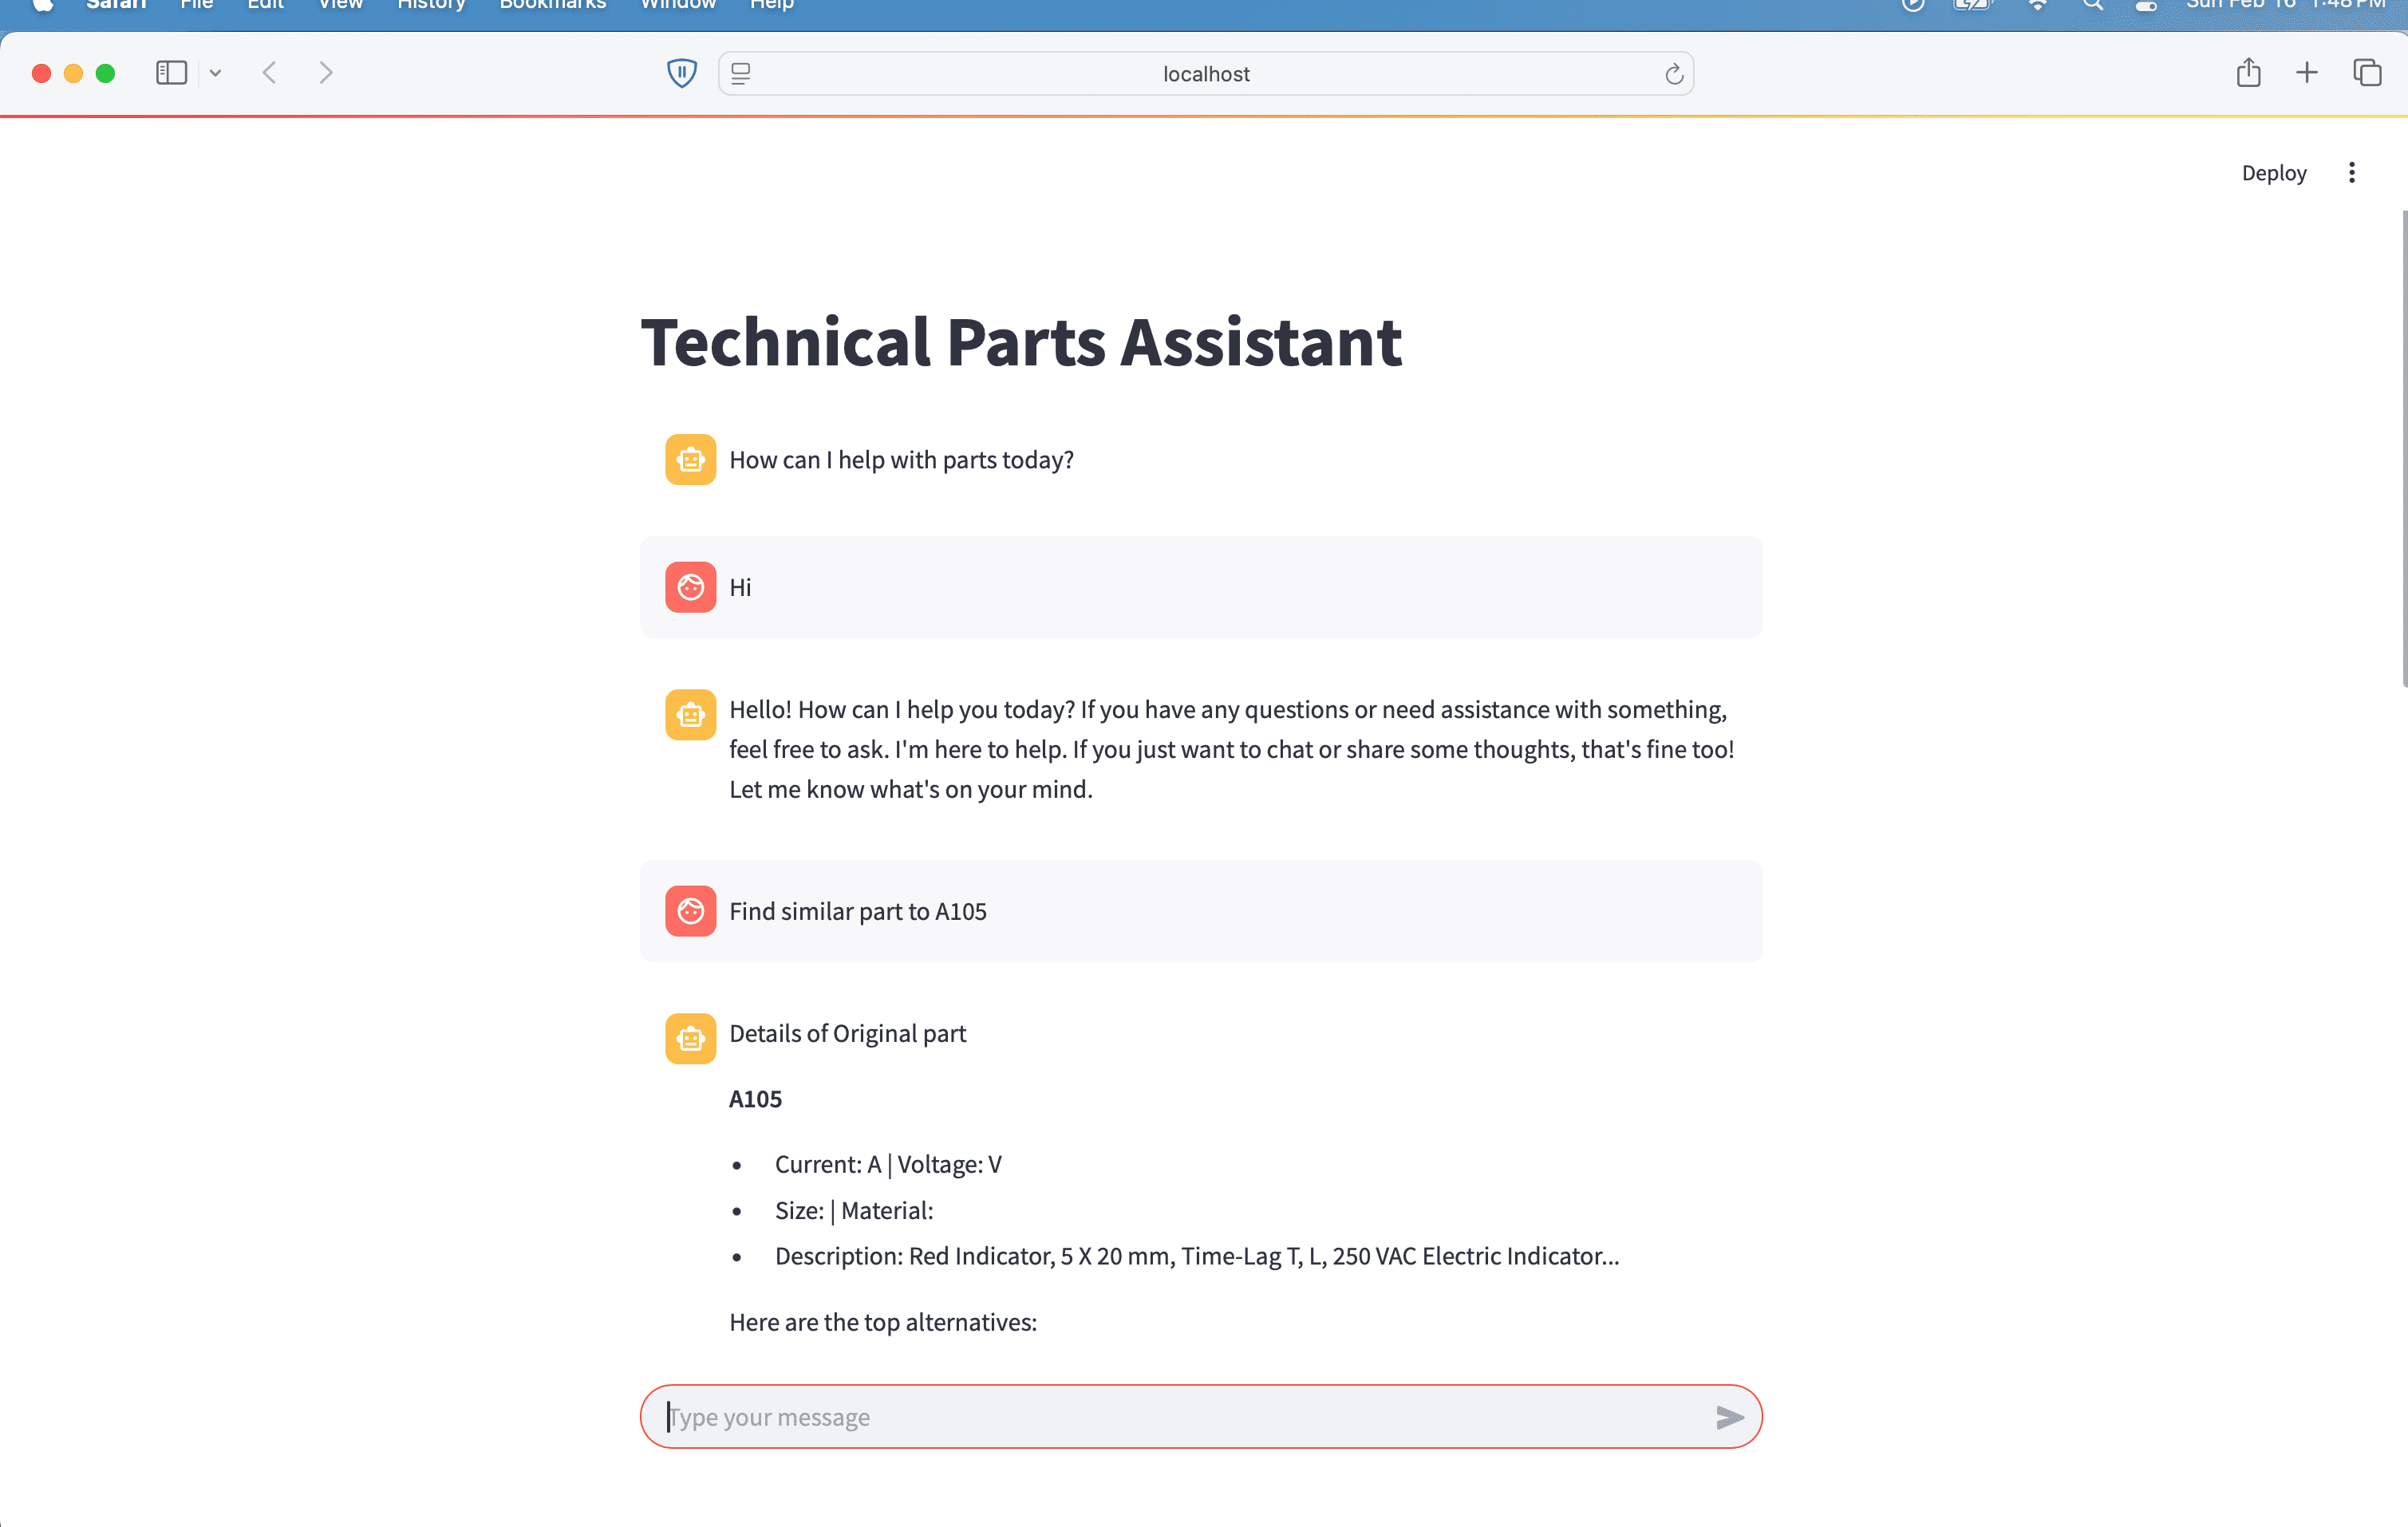 Safari File Edit View History Bookmarks Window Help Sun Feb 16 1:48 PM
localhost
Deploy
Technical Parts Assistant
How can I help with parts today?
Hi
Hello! How can I help you today? If you have any questions or need assistance with something,
feel free to ask. I'm here to help. If you just want to chat or share some thoughts, that's fine too!
Let me know what's on your mind.
Find similar part to A105
Details of Original part
A105
• Current: A | Voltage: V
• Size: | Material:
• Description: Red Indicator, 5 X 20 mm, Time-Lag T, L, 250 VAC Electric Indicator...
Here are the top alternatives:
Type your message